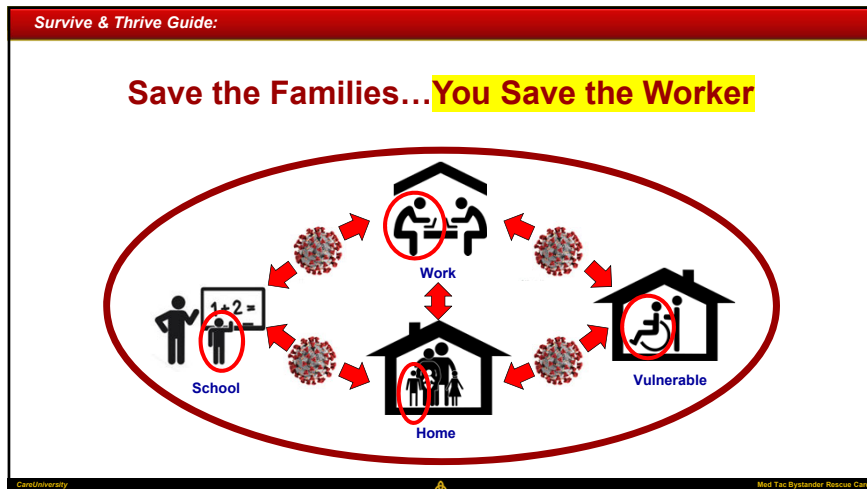 Survive & Thrive Guide:
Save the Families...You Save the Worker
Work
1+2=
School
Vulnerable
Home
CareUniversity
Med Tac Bystander Rescue Car